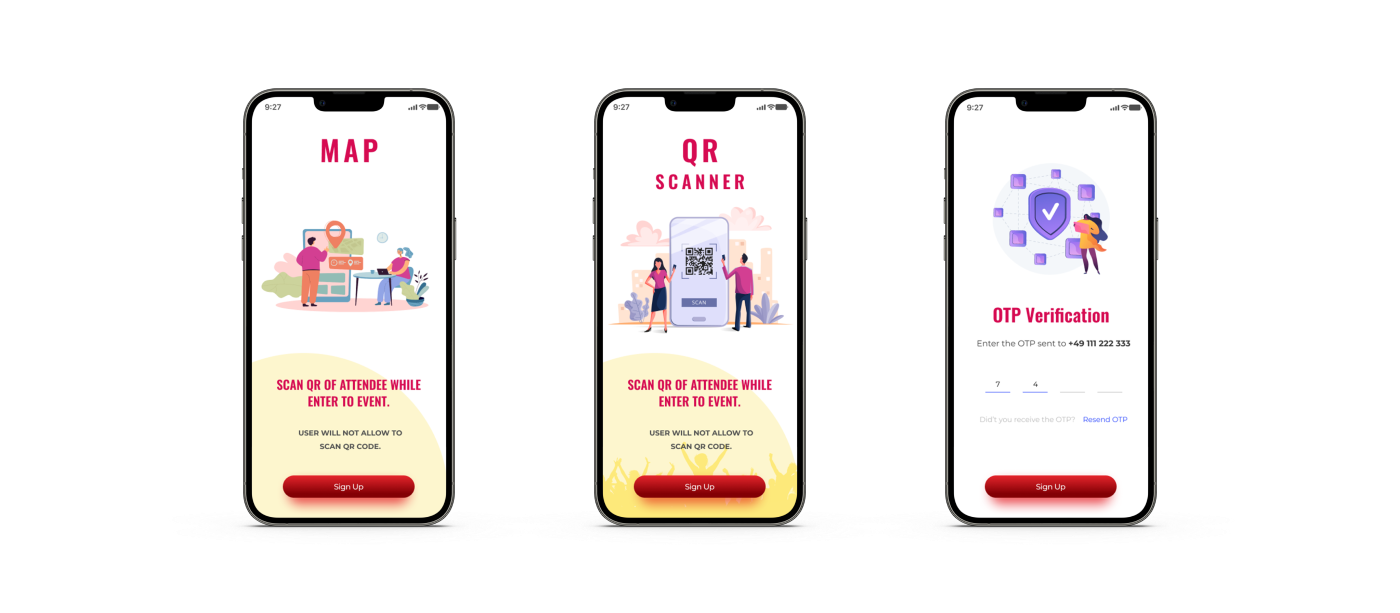 9:27
MAP
SCAN QR OF ATTENDEE WHILE
ENTER TO EVENT.
USER WILL NOT ALLOW TO
SCAN QR CODE.
Sign Up
9:27
QR
SCANNER
SCAN
SCAN QR OF ATTENDEE WHILE
ENTER TO EVENT.
USER WILL NOT ALLOW TO
SCAN QR CODE.
Sign Up
9:27
OTP Verification
Enter the OTP sent to +49 111 222 333
7 4
Did't you receive the OTP? Resend OTP
Sign Up